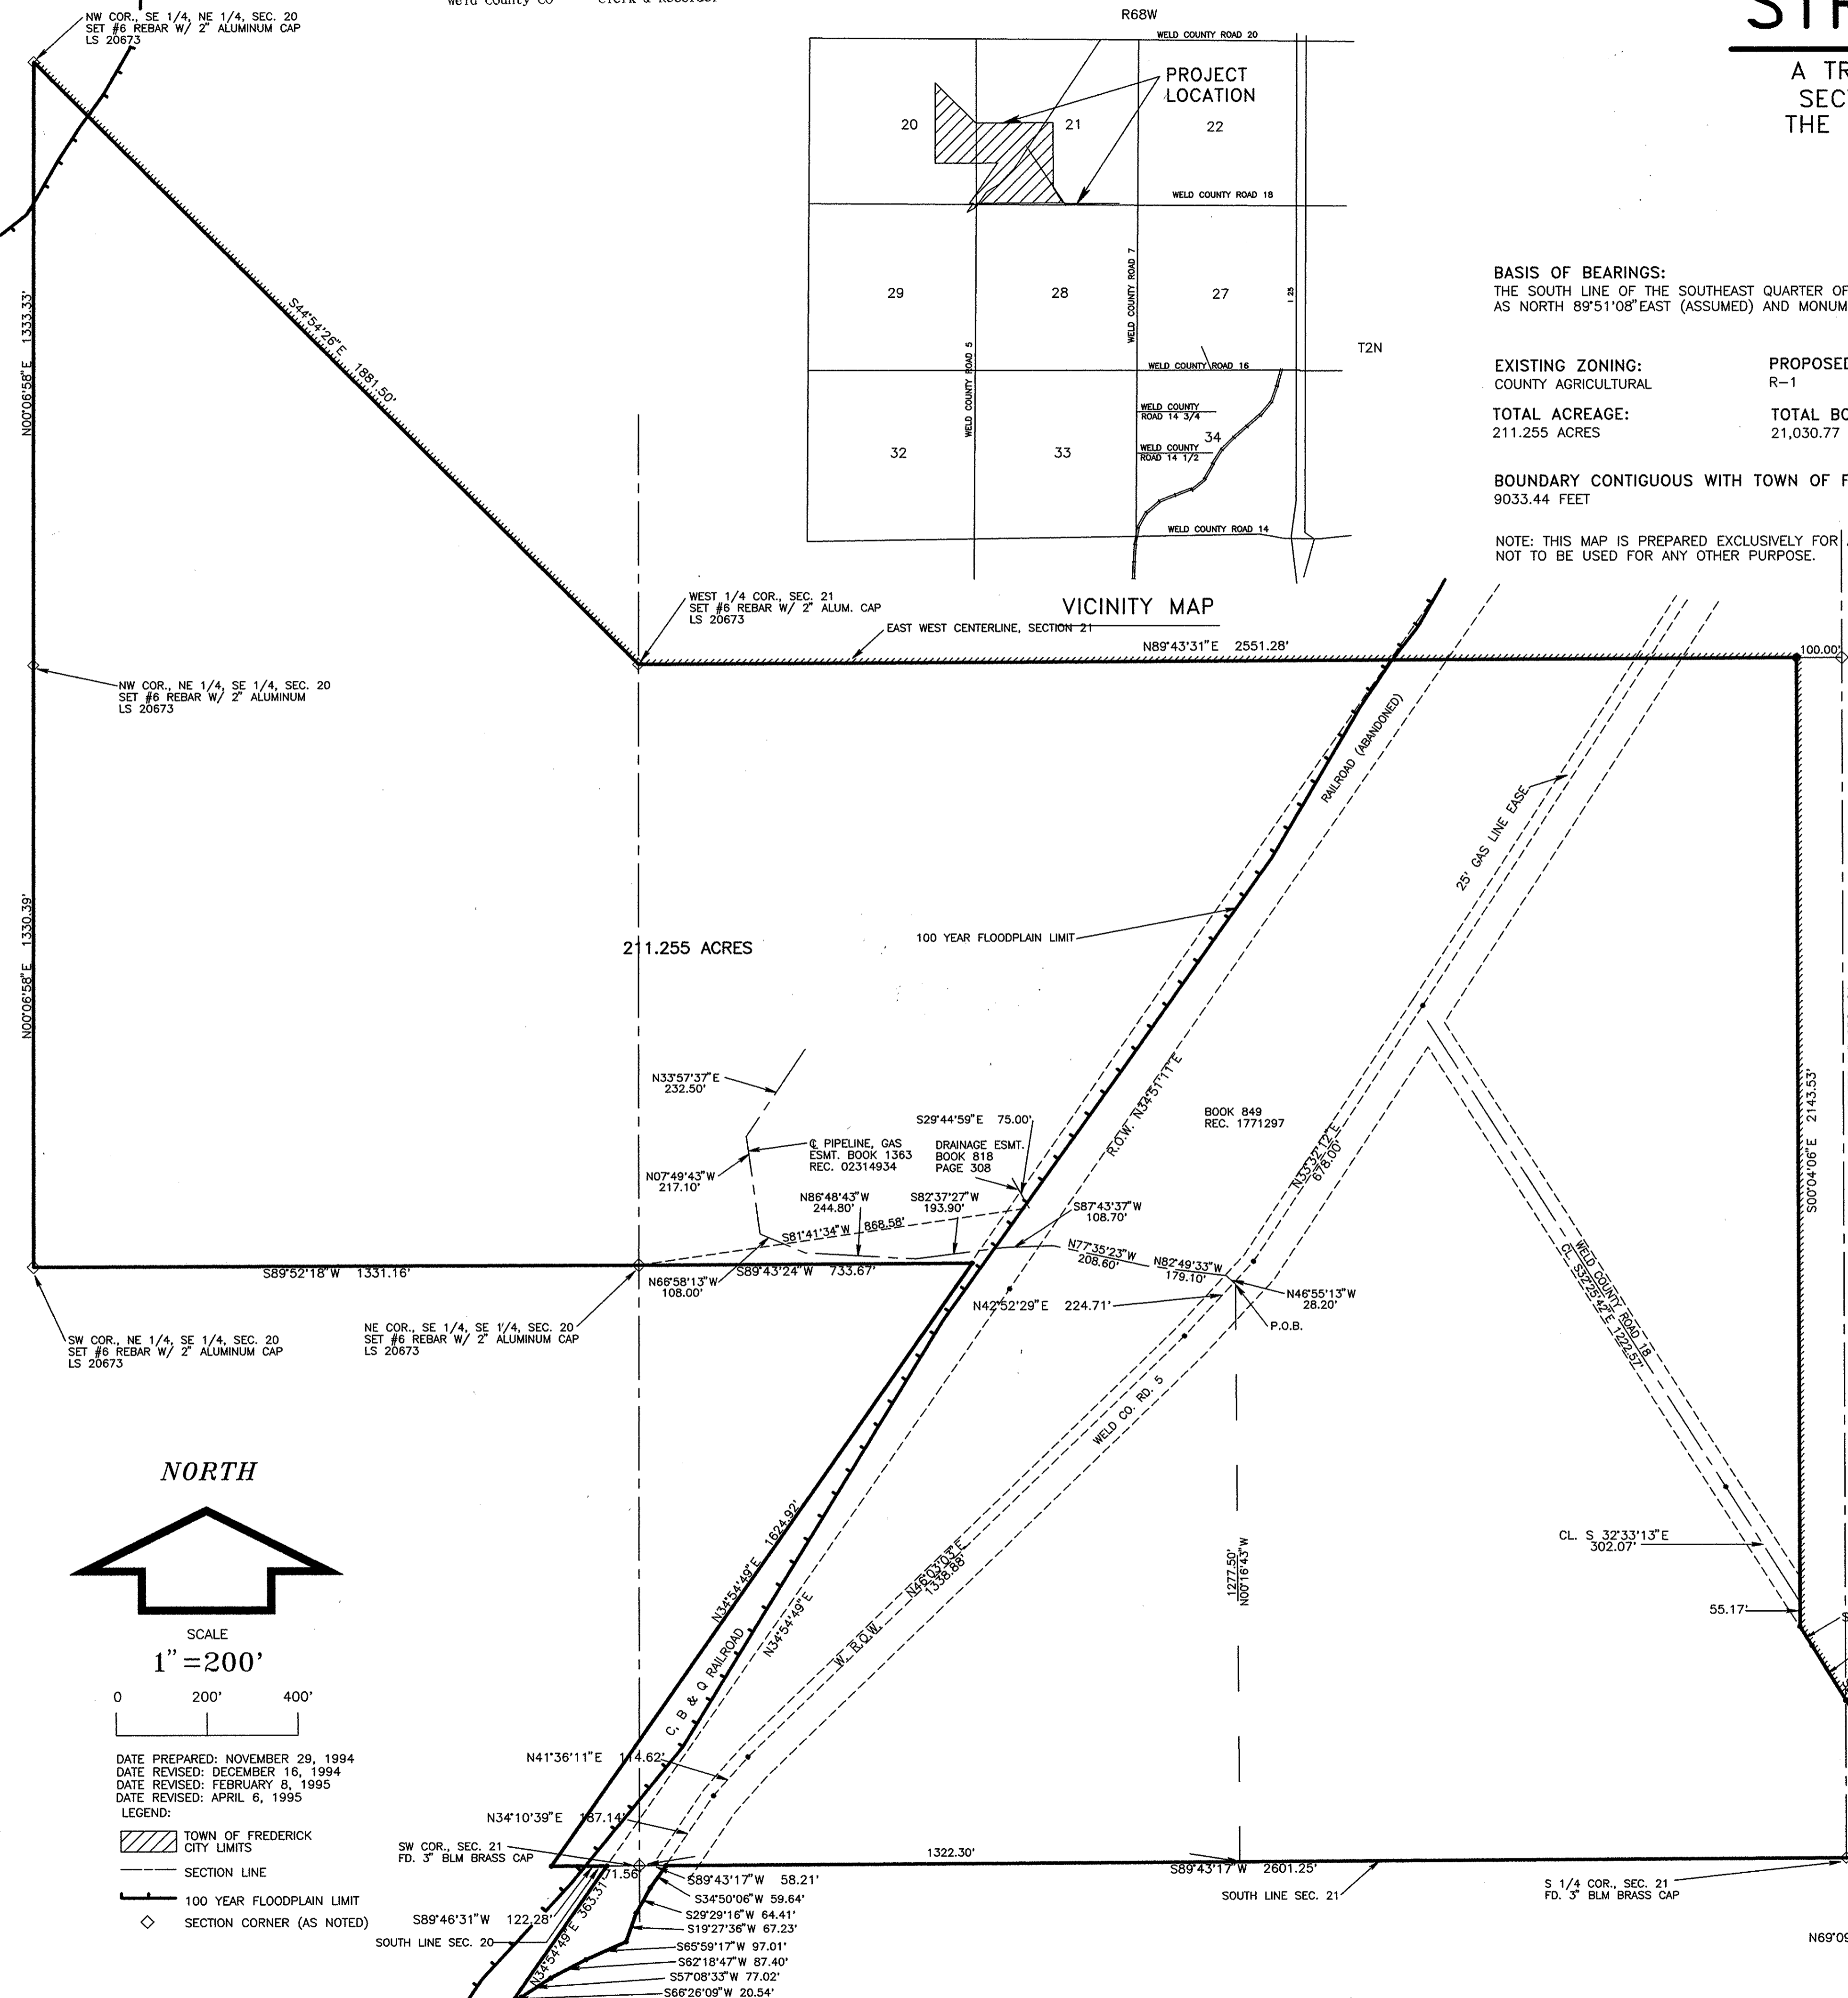 Weld County CO
NW COR., SE 1/4, NE 1/4, SEC. 20
SET #6 REBAR W/ 2" ALUMINUM CAP
LS 20673
R68W
WELD COUNTY ROAD 20
PROJECT
LOCATION
20
21
22
WELD COUNTY ROAD 18
29
28
27
WELD COUNTY ROAD 7
I 25
WELD COUNTY ROAD 5
T2N
WELD COUNTY ROAD 16
WELD COUNTY
ROAD 14 3/4
34
WELD COUNTY
ROAD 14 1/2
32
33
WELD COUNTY ROAD 14
VICINITY MAP
A TR
SEC
THE
BASIS OF BEARINGS:
THE SOUTH LINE OF THE SOUTHEAST QUARTER OF
AS NORTH 89°51'08"EAST (ASSUMED) AND MONUM
EXISTING ZONING:
COUNTY AGRICULTURAL
PROPOSED
R-1
TOTAL ACREAGE:
211.255 ACRES
TOTAL BO
21,030.77
BOUNDARY CONTIGUOUS WITH TOWN OF F
9033.44 FEET
NOTE: THIS MAP IS PREPARED EXCLUSIVELY FOR
NOT TO BE USED FOR ANY OTHER PURPOSE.
N00°06'58"E 1333.33'
S44°54'26"E 1881.50'
WEST 1/4 COR., SEC. 21
SET #6 REBAR W/ 2" ALUM. CAP
LS 20673
EAST WEST CENTERLINE, SECTION 21
N89°43'31"E 2551.28'
100.00'
NW COR., NE 1/4, SE 1/4, SEC. 20
SET #6 REBAR W/ 2" ALUMINUM
LS 20673
RAILROAD (ABANDONED)
25' GAS LINE EASE
N00°06'58"E 1330.39'
211.255 ACRES
100 YEAR FLOODPLAIN LIMIT
N33°57'37"E
232.50'
S29°44'59"E 75.00'
BOOK 849
REC. 1771297
R.O.W. N34°51'11"E
S00°04'06"E 2143.53'
℄ PIPELINE, GAS
ESMT. BOOK 1363
REC. 02314934
DRAINAGE ESMT.
BOOK 818
PAGE 308
N07°49'43"W
217.10'
N86°48'43"W
244.80'
S82°37'27"W
193.90'
S87°43'37"W
108.70'
N33°32'12"E
678.00'
S81°41'34"W 868.58'
N77°35'23"W
208.60'
N82°49'33"W
179.10'
S89°52'18"W 1331.16'
N66°58'13"W
108.00'
S89°43'24"W 733.67'
N42°52'29"E 224.71'
N46°55'13"W
28.20'
P.O.B.
WELD COUNTY ROAD 18
CL. S32°25'42"E 1222.57'
SW COR., NE 1/4, SE 1/4, SEC. 20
SET #6 REBAR W/ 2" ALUMINUM CAP
LS 20673
NE COR., SE 1/4, SE 1/4, SEC. 20
SET #6 REBAR W/ 2" ALUMINUM CAP
LS 20673
WELD CO. RD. 5
NORTH
SCALE
1"=200'
0 200' 400'
N34°54'49"E 1624.92'
N34°54'49"E
C, B & Q RAILROAD
W R.O.W.
N46°03'03"E
1338.88'
1277.50'
N00°16'43"W
CL. S 32°33'13"E
302.07'
55.17'
DATE PREPARED: NOVEMBER 29, 1994
DATE REVISED: DECEMBER 16, 1994
DATE REVISED: FEBRUARY 8, 1995
DATE REVISED: APRIL 6, 1995
LEGEND:
TOWN OF FREDERICK
CITY LIMITS
SECTION LINE
100 YEAR FLOODPLAIN LIMIT
SECTION CORNER (AS NOTED)
N41°36'11"E 114.62'
N34°10'39"E 187.14'
SW COR., SEC. 21
FD. 3" BLM BRASS CAP
71.56'
1322.30'
S89°43'17"W 2601.25'
SOUTH LINE SEC. 21
S 1/4 COR., SEC. 21
FD. 3" BLM BRASS CAP
S89°43'17"W 58.21'
S34°50'06"W 59.64'
S29°29'16"W 64.41'
S19°27'36"W 67.23'
S65°59'17"W 97.01'
S62°18'47"W 87.40'
S57°08'33"W 77.02'
S66°26'09"W 20.54'
S89°46'31"W 122.28'
SOUTH LINE SEC. 20
N34°54'49"E 363.31'
N69°09